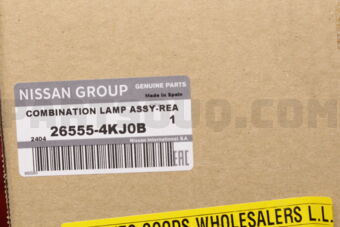 NISSAN GROUP
GENUINE PARTS
Made in Spain
COMBINATION LAMP ASSY-REA
26555-4KJ0B
1
2404
Nissan International S.A
EAC
GOODS WHOLESALERS L.L.